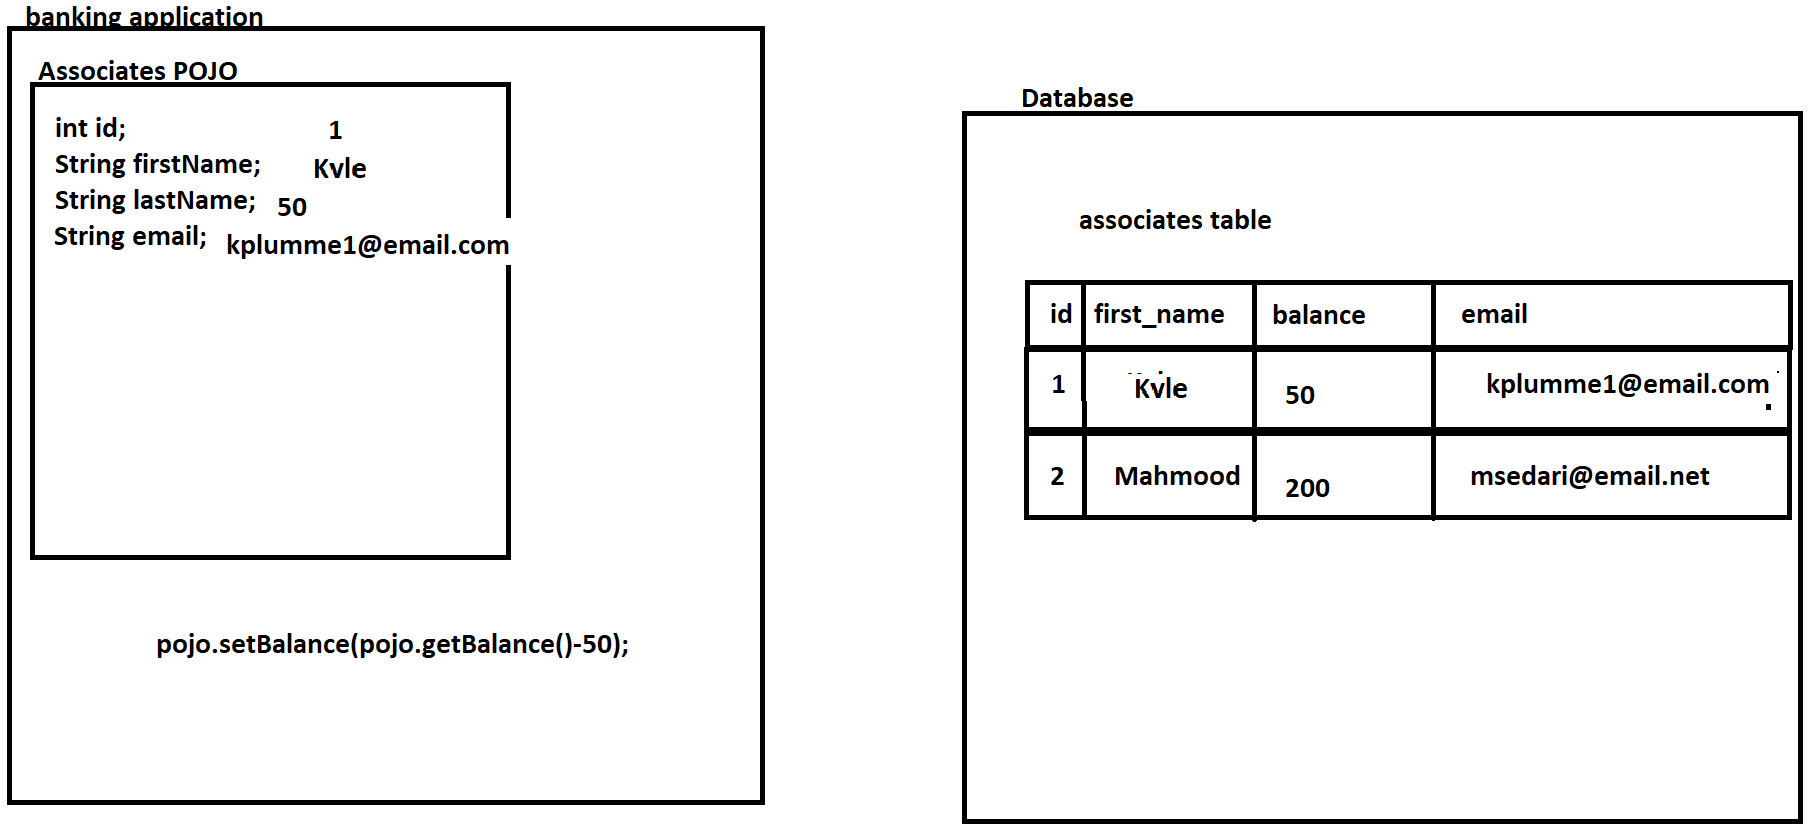 banking application
Associates POJO
int id; 1
String firstName; Kvle
String lastName; 50
String email; kplumme1@email.com
pojo.setBalance(pojo.getBalance()-50);
Database
associates table
id first_name balance email
1 Kvle 50 kplumme1@email.com
2 Mahmood 200 msedari@email.net